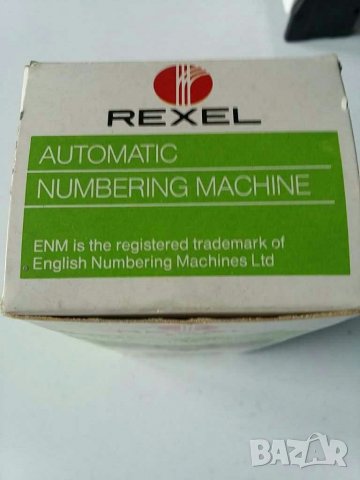 REXEL
AUTOMATIC
NUMBERING MACHINE
ENM is the registered trademark of
English Numbering Machines Ltd
BAZAR